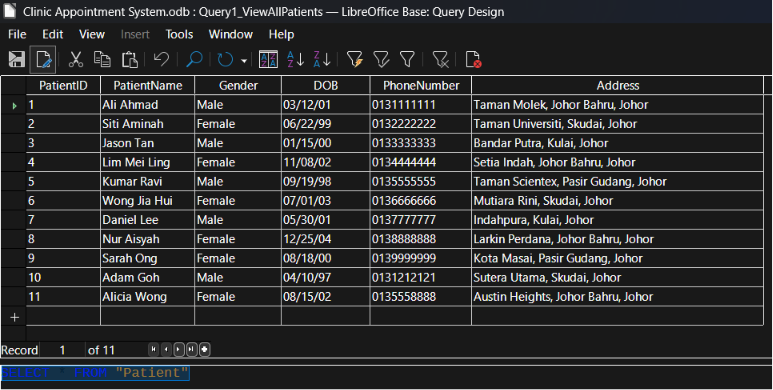 Clinic Appointment System.odb : Query1_ViewAllPatients — LibreOffice Base: Query Design
File Edit View Insert Tools Window Help
PatientID PatientName Gender DOB PhoneNumber Address
1 Ali Ahmad Male 03/12/01 0131111111 Taman Molek, Johor Bahru, Johor
2 Siti Aminah Female 06/22/99 0132222222 Taman Universiti, Skudai, Johor
3 Jason Tan Male 01/15/00 0133333333 Bandar Putra, Kulai, Johor
4 Lim Mei Ling Female 11/08/02 0134444444 Setia Indah, Johor Bahru, Johor
5 Kumar Ravi Male 09/19/98 0135555555 Taman Scientex, Pasir Gudang, Johor
6 Wong Jia Hui Female 07/01/03 0136666666 Mutiara Rini, Skudai, Johor
7 Daniel Lee Male 05/30/01 0137777777 Indahpura, Kulai, Johor
8 Nur Aisyah Female 12/25/04 0138888888 Larkin Perdana, Johor Bahru, Johor
9 Sarah Ong Female 08/18/00 0139999999 Kota Masai, Pasir Gudang, Johor
10 Adam Goh Male 04/10/97 0131212121 Sutera Utama, Skudai, Johor
11 Alicia Wong Female 08/15/02 0135558888 Austin Heights, Johor Bahru, Johor
Record 1 of 11
SELECT * FROM "Patient"